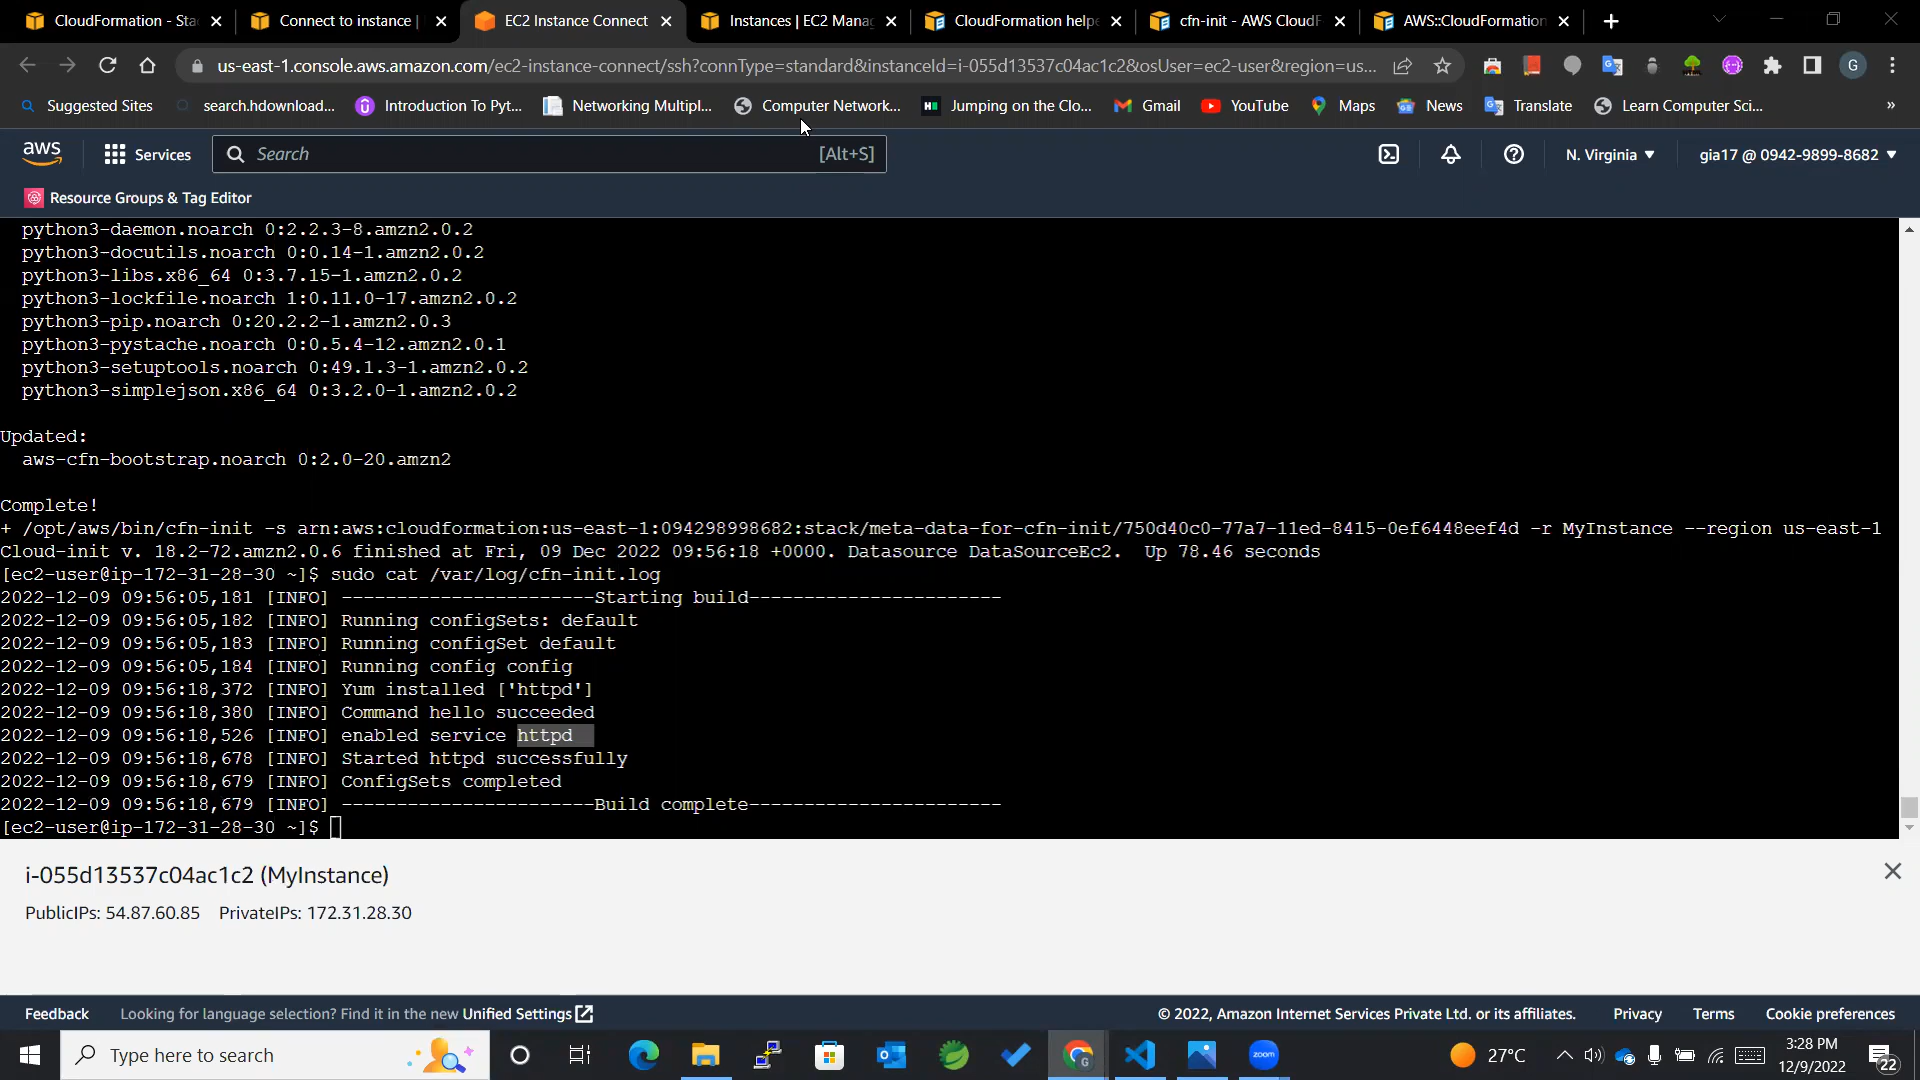 CloudFormation - Sta
Connect to instance |
EC2 Instance Connect
Instances | EC2 Manag
CloudFormation helpe
cfn-init - AWS CloudF
AWS::CloudFormation
us-east-1.console.aws.amazon.com/ec2-instance-connect/ssh?connType=standard&instanceId=i-055d13537c04ac1c2&osUser=ec2-user&region=us...
G
Suggested Sites
search.hdownload...
Introduction To Pyt...
Networking Multipl...
Computer Network...
Jumping on the Clo...
Gmail
YouTube
Maps
News
Translate
Learn Computer Sci...
»
aws
Services
Search
[Alt+S]
N. Virginia
gia17 @ 0942-9899-8682
Resource Groups & Tag Editor
python3-daemon.noarch 0:2.2.3-8.amzn2.0.2
python3-docutils.noarch 0:0.14-1.amzn2.0.2
python3-libs.x86_64 0:3.7.15-1.amzn2.0.2
python3-lockfile.noarch 1:0.11.0-17.amzn2.0.2
python3-pip.noarch 0:20.2.2-1.amzn2.0.3
python3-pystache.noarch 0:0.5.4-12.amzn2.0.1
python3-setuptools.noarch 0:49.1.3-1.amzn2.0.2
python3-simplejson.x86_64 0:3.2.0-1.amzn2.0.2
Updated:
aws-cfn-bootstrap.noarch 0:2.0-20.amzn2
Complete!
+ /opt/aws/bin/cfn-init -s arn:aws:cloudformation:us-east-1:094298998682:stack/meta-data-for-cfn-init/750d40c0-77a7-11ed-8415-0ef6448eef4d -r MyInstance --region us-east-1
Cloud-init v. 18.2-72.amzn2.0.6 finished at Fri, 09 Dec 2022 09:56:18 +0000. Datasource DataSourceEc2.  Up 78.46 seconds
[ec2-user@ip-172-31-28-30 ~]$ sudo cat /var/log/cfn-init.log
2022-12-09 09:56:05,181 [INFO] -----------------------Starting build-----------------------
2022-12-09 09:56:05,182 [INFO] Running configSets: default
2022-12-09 09:56:05,183 [INFO] Running configSet default
2022-12-09 09:56:05,184 [INFO] Running config config
2022-12-09 09:56:18,372 [INFO] Yum installed ['httpd']
2022-12-09 09:56:18,380 [INFO] Command hello succeeded
2022-12-09 09:56:18,526 [INFO] enabled service httpd
2022-12-09 09:56:18,678 [INFO] Started httpd successfully
2022-12-09 09:56:18,679 [INFO] ConfigSets completed
2022-12-09 09:56:18,679 [INFO] -----------------------Build complete-----------------------
[ec2-user@ip-172-31-28-30 ~]$
i-055d13537c04ac1c2 (MyInstance)
PublicIPs: 54.87.60.85 PrivateIPs: 172.31.28.30
Feedback
Looking for language selection? Find it in the new Unified Settings
© 2022, Amazon Internet Services Private Ltd. or its affiliates.
Privacy
Terms
Cookie preferences
Type here to search
zoom
27°C
3:28 PM
12/9/2022
22